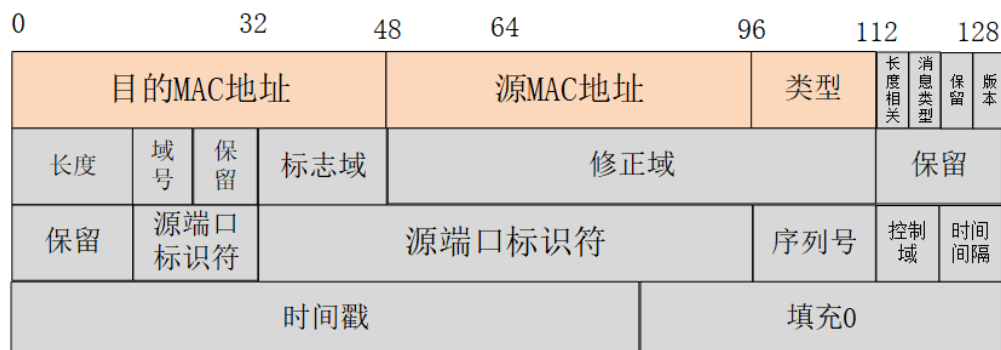 0 32 48 64 96 112 128
目的MAC地址 源MAC地址 类型 长度相关 消息类型 保留 版本
长度 域号 保留 标志域 修正域 保留
保留 源端口标识符 源端口标识符 序列号 控制域 时间间隔
时间戳 填充0